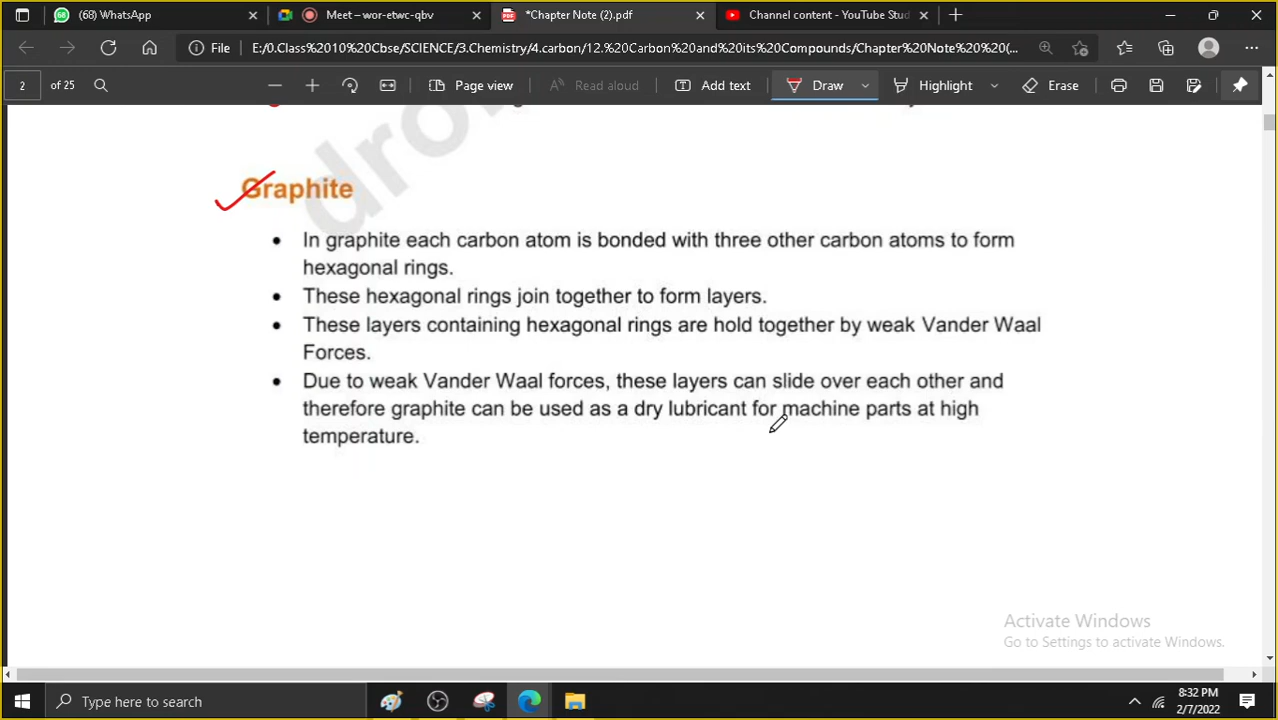 (68) WhatsApp
Meet – wor-etwc-qbv
*Chapter Note (2).pdf
Channel content - YouTube Stud
File
E:/0.Class%2010%20Cbse/SCIENCE/3.Chemistry/4.carbon/12.%20Carbon%20and%20its%20Compounds/Chapter%20Note%20%20(...
2 of 25
Page view
Read aloud
Add text
Draw
Highlight
Erase
dro
Graphite
• In graphite each carbon atom is bonded with three other carbon atoms to form
hexagonal rings.
• These hexagonal rings join together to form layers.
• These layers containing hexagonal rings are hold together by weak Vander Waal
Forces.
• Due to weak Vander Waal forces, these layers can slide over each other and
therefore graphite can be used as a dry lubricant for machine parts at high
temperature.
Activate Windows
Go to Settings to activate Windows.
Type here to search
8:32 PM
2/7/2022